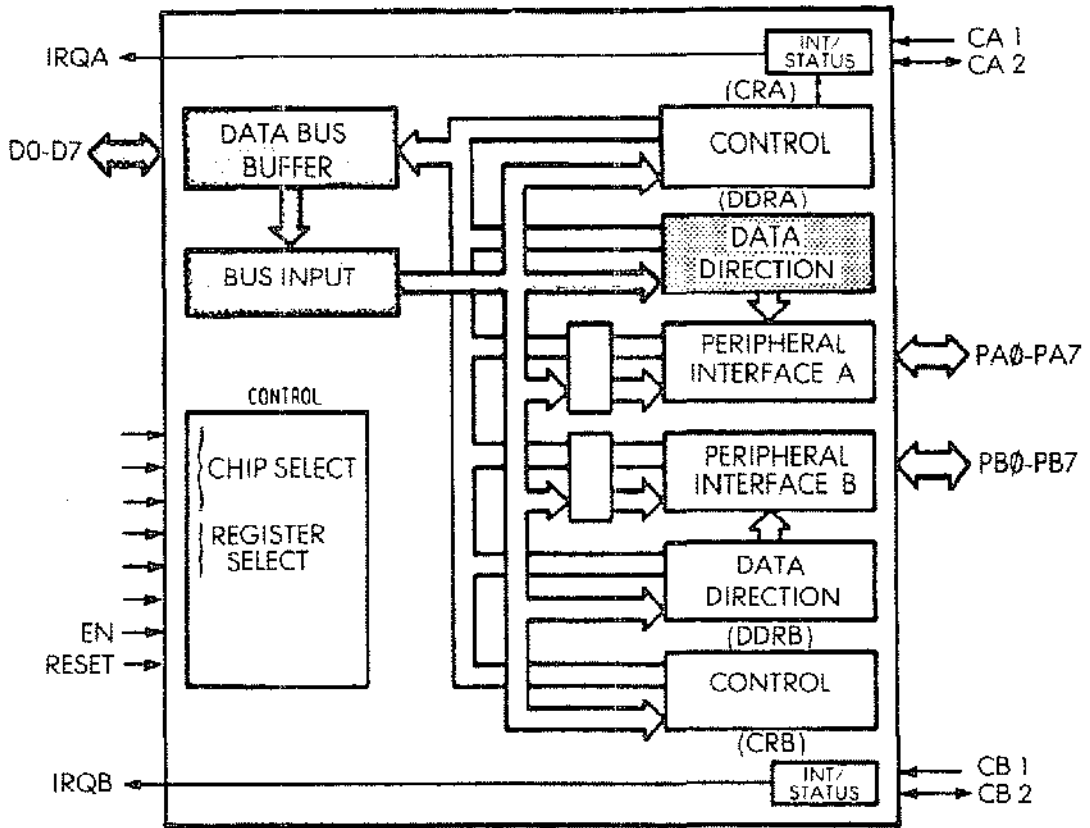 IRQA
INT/
STATUS
CA 1
CA 2
(CRA)
D0-D7
DATA BUS
BUFFER
CONTROL
(DDRA)
DATA
DIRECTION
BUS INPUT
PERIPHERAL
INTERFACE A
PAØ-PA7
CONTROL
CHIP SELECT
REGISTER
SELECT
EN
RESET
PERIPHERAL
INTERFACE B
PBØ-PB7
DATA
DIRECTION
(DDRB)
CONTROL
(CRB)
IRQB
INT/
STATUS
CB 1
CB 2